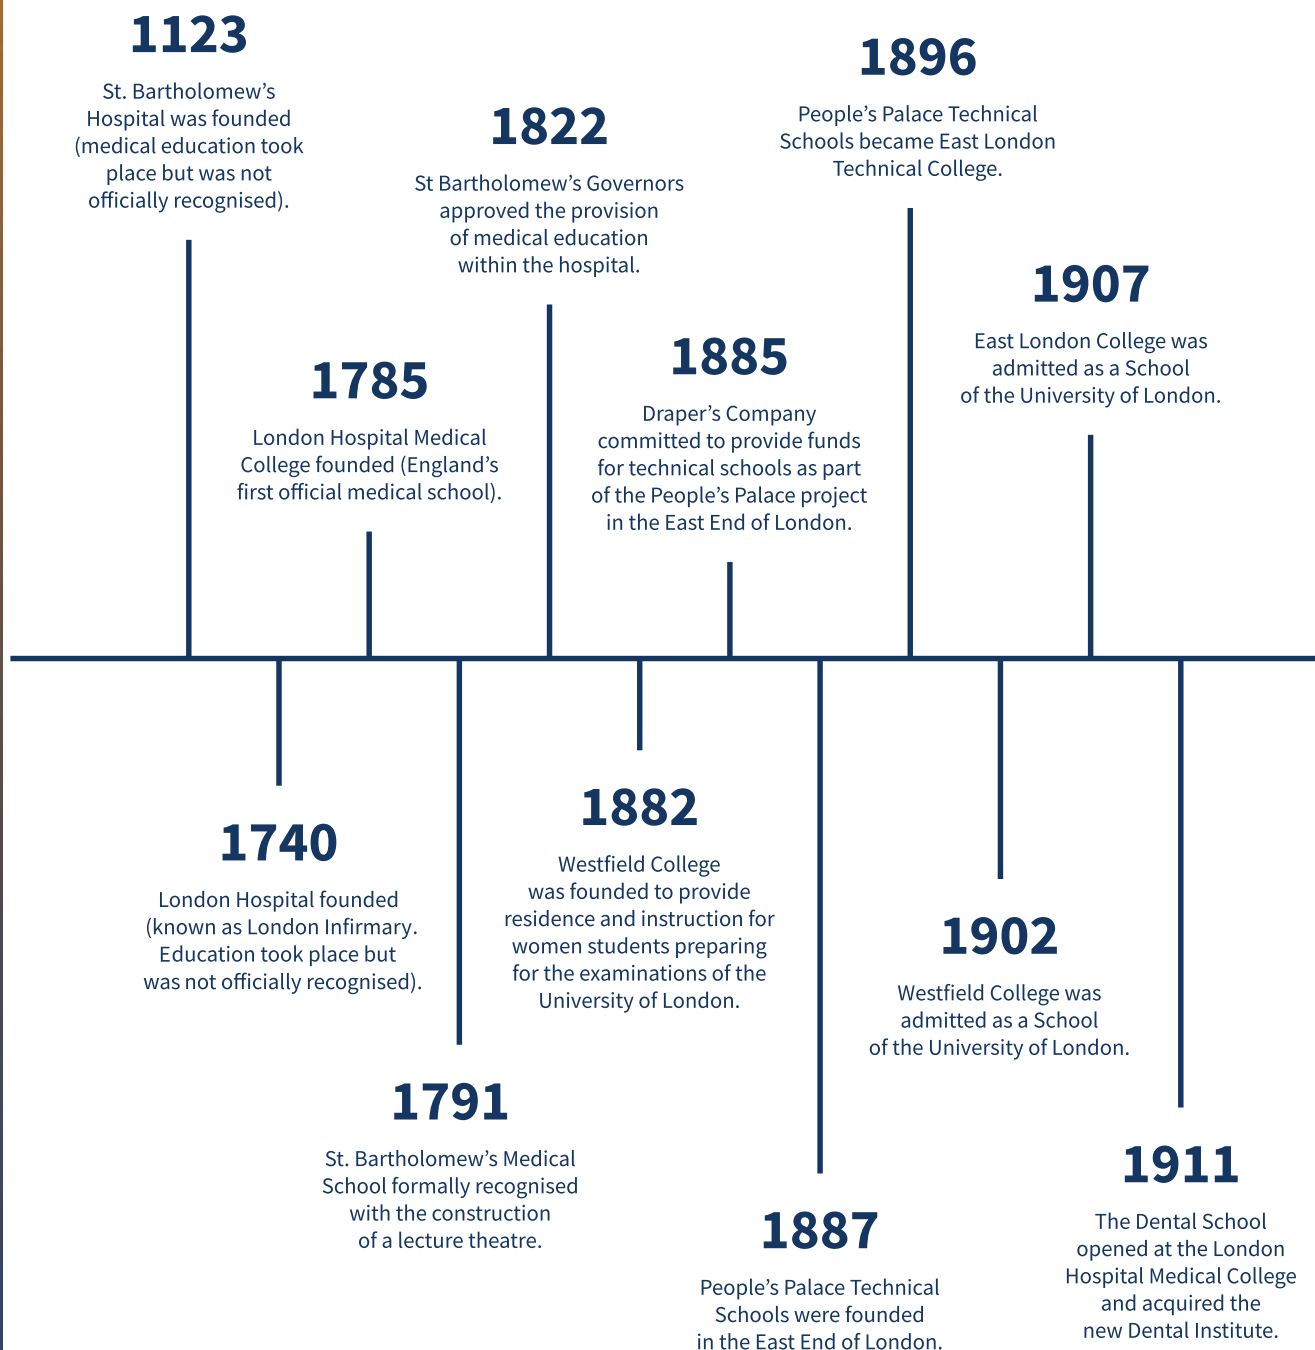 1123
St. Bartholomew’s
Hospital was founded
(medical education took
place but was not
officially recognised).
1740
London Hospital founded
(known as London Infirmary.
Education took place but
was not officially recognised).
1785
London Hospital Medical
College founded (England’s
first official medical school).
1791
St. Bartholomew’s Medical
School formally recognised
with the construction
of a lecture theatre.
1822
St Bartholomew’s Governors
approved the provision
of medical education
within the hospital.
1882
Westfield College
was founded to provide
residence and instruction for
women students preparing
for the examinations of the
University of London.
1885
Draper’s Company
committed to provide funds
for technical schools as part
of the People’s Palace project
in the East End of London.
1887
People’s Palace Technical
Schools were founded
in the East End of London.
1896
People’s Palace Technical
Schools became East London
Technical College.
1902
Westfield College was
admitted as a School
of the University of London.
1907
East London College was
admitted as a School
of the University of London.
1911
The Dental School
opened at the London
Hospital Medical College
and acquired the
new Dental Institute.